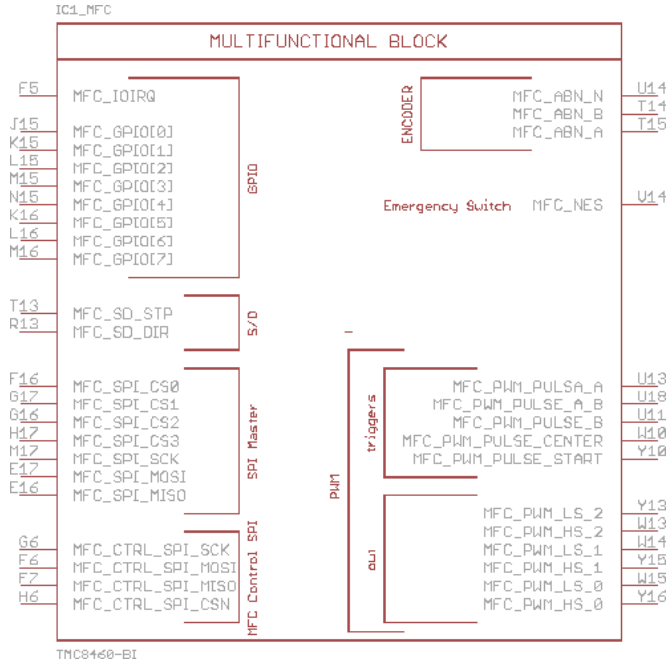 IC1_MFC
MULTIFUNCTIONAL BLOCK
F5 MFC_IOIRQ
J15 MFC_GPIO[0]
K15 MFC_GPIO[1]
L15 MFC_GPIO[2]
M15 MFC_GPIO[3]
N15 MFC_GPIO[4]
K16 MFC_GPIO[5]
L16 MFC_GPIO[6]
M16 MFC_GPIO[7]
GPIO
T13 MFC_SD_STP
R13 MFC_SD_DIR
S/D
F16 MFC_SPI_CS0
G17 MFC_SPI_CS1
G16 MFC_SPI_CS2
H17 MFC_SPI_CS3
M17 MFC_SPI_SCK
E17 MFC_SPI_MOSI
E16 MFC_SPI_MISO
SPI Master
G6 MFC_CTRL_SPI_SCK
F6 MFC_CTRL_SPI_MOSI
F7 MFC_CTRL_SPI_MISO
H6 MFC_CTRL_SPI_CSN
MFC Control SPI
ENCODER
MFC_ABN_N U14
MFC_ABN_B T14
MFC_ABN_A T15
Emergency Switch MFC_NES V14
PWM
triggers
MFC_PWM_PULSA_A U13
MFC_PWM_PULSE_A_B U18
MFC_PWM_PULSE_B U11
MFC_PWM_PULSE_CENTER W10
MFC_PWM_PULSE_START Y10
out
MFC_PWM_LS_2 Y13
MFC_PWM_HS_2 W13
MFC_PWM_LS_1 W14
MFC_PWM_HS_1 Y15
MFC_PWM_LS_0 W15
MFC_PWM_HS_0 Y16
TMC8460-BI